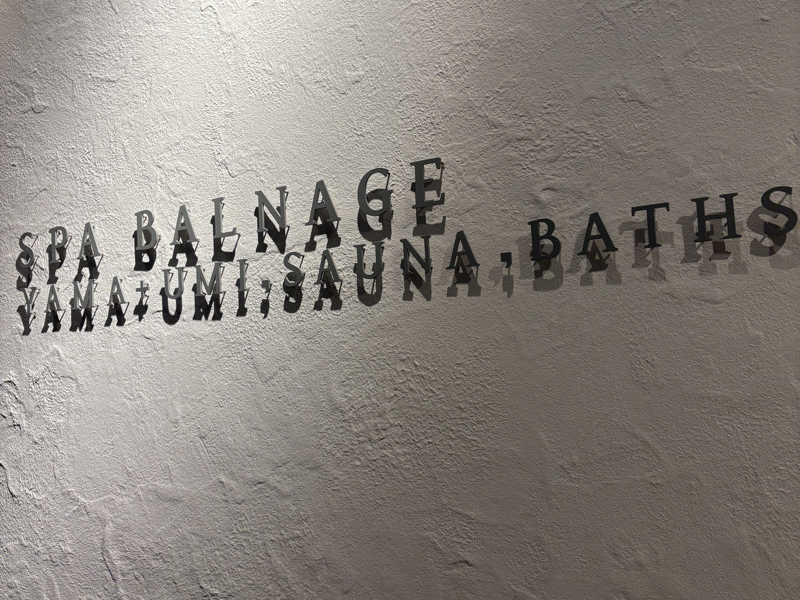 SPA BALNAGE
YAMA+UMI, SAUNA, BATHS